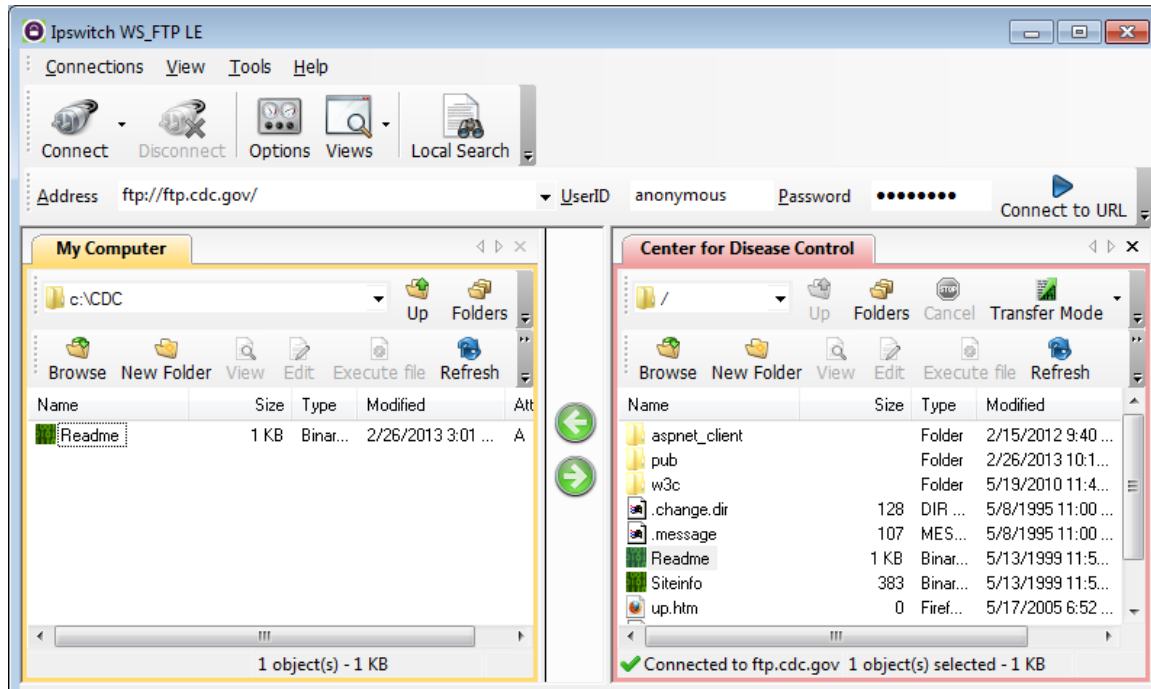 Ipswitch WS_FTP LE
Connections View Tools Help
Connect Disconnect Options Views Local Search
Address ftp://ftp.cdc.gov/ UserID anonymous Password •••••••• Connect to URL
My Computer
c:\CDC Up Folders
Browse New Folder View Edit Execute file Refresh
Name Size Type Modified Att
Readme 1 KB Binar... 2/26/2013 3:01 ... A
1 object(s) - 1 KB
Center for Disease Control
/ Up Folders Cancel Transfer Mode
Browse New Folder View Edit Execute file Refresh
Name Size Type Modified
aspnet_client Folder 2/15/2012 9:40 ...
pub Folder 2/26/2013 10:1...
w3c Folder 5/19/2010 11:4...
.change.dir 128 DIR ... 5/8/1995 11:00 ...
.message 107 MES... 5/8/1995 11:00 ...
Readme 1 KB Binar... 5/13/1999 11:5...
Siteinfo 383 Binar... 5/13/1999 11:5...
up.htm 0 Firef... 5/17/2005 6:52 ...
Connected to ftp.cdc.gov 1 object(s) selected - 1 KB